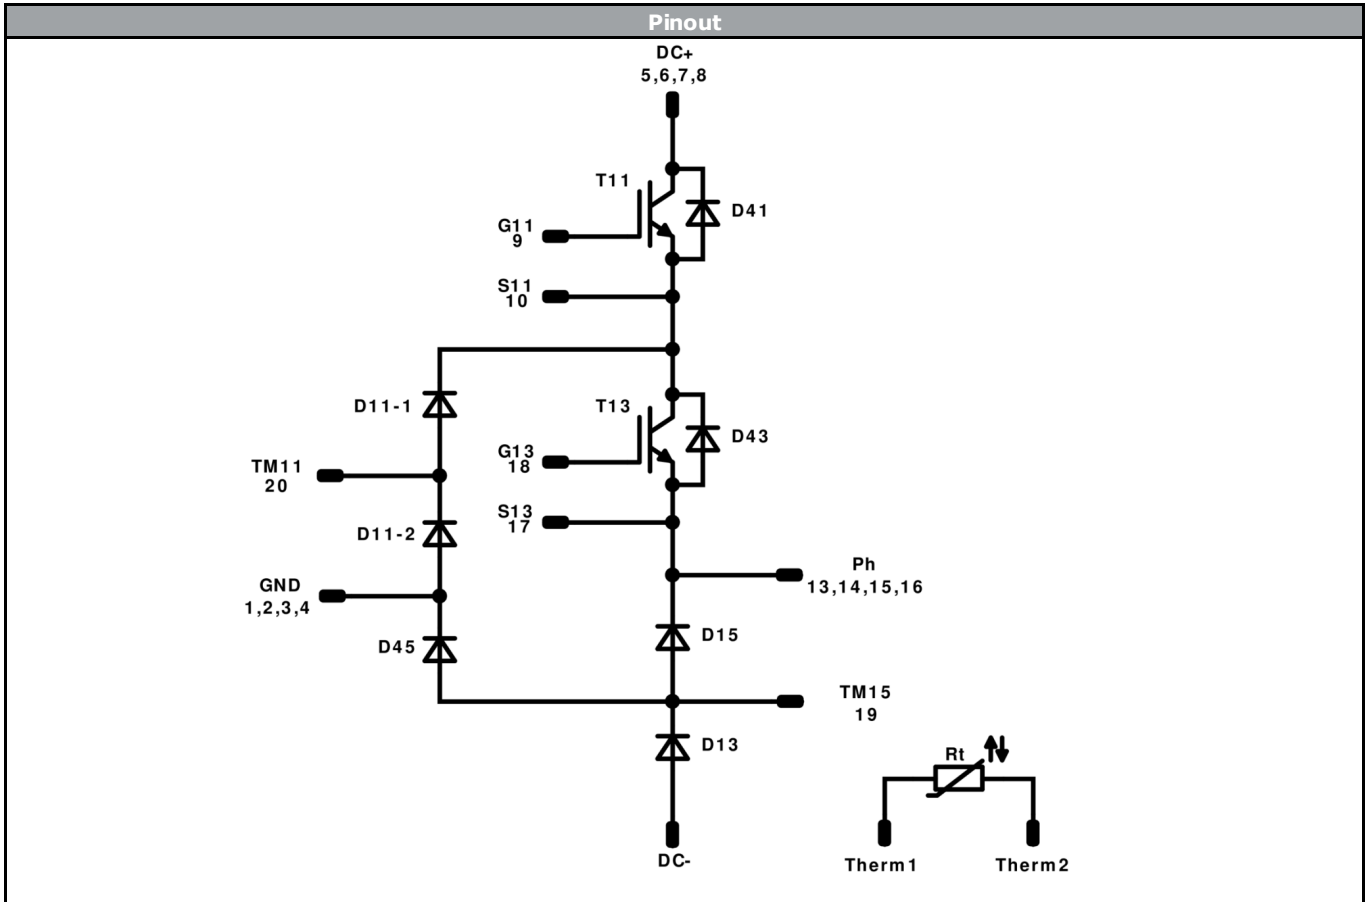 Pinout
DC+
5,6,7,8
T11
D41
G11
9
S11
10
D11-1
T13
D43
G13
18
TM11
20
S13
17
D11-2
Ph
13,14,15,16
GND
1,2,3,4
D45
D15
TM15
19
D13
Rt
DC-
Therm1
Therm2